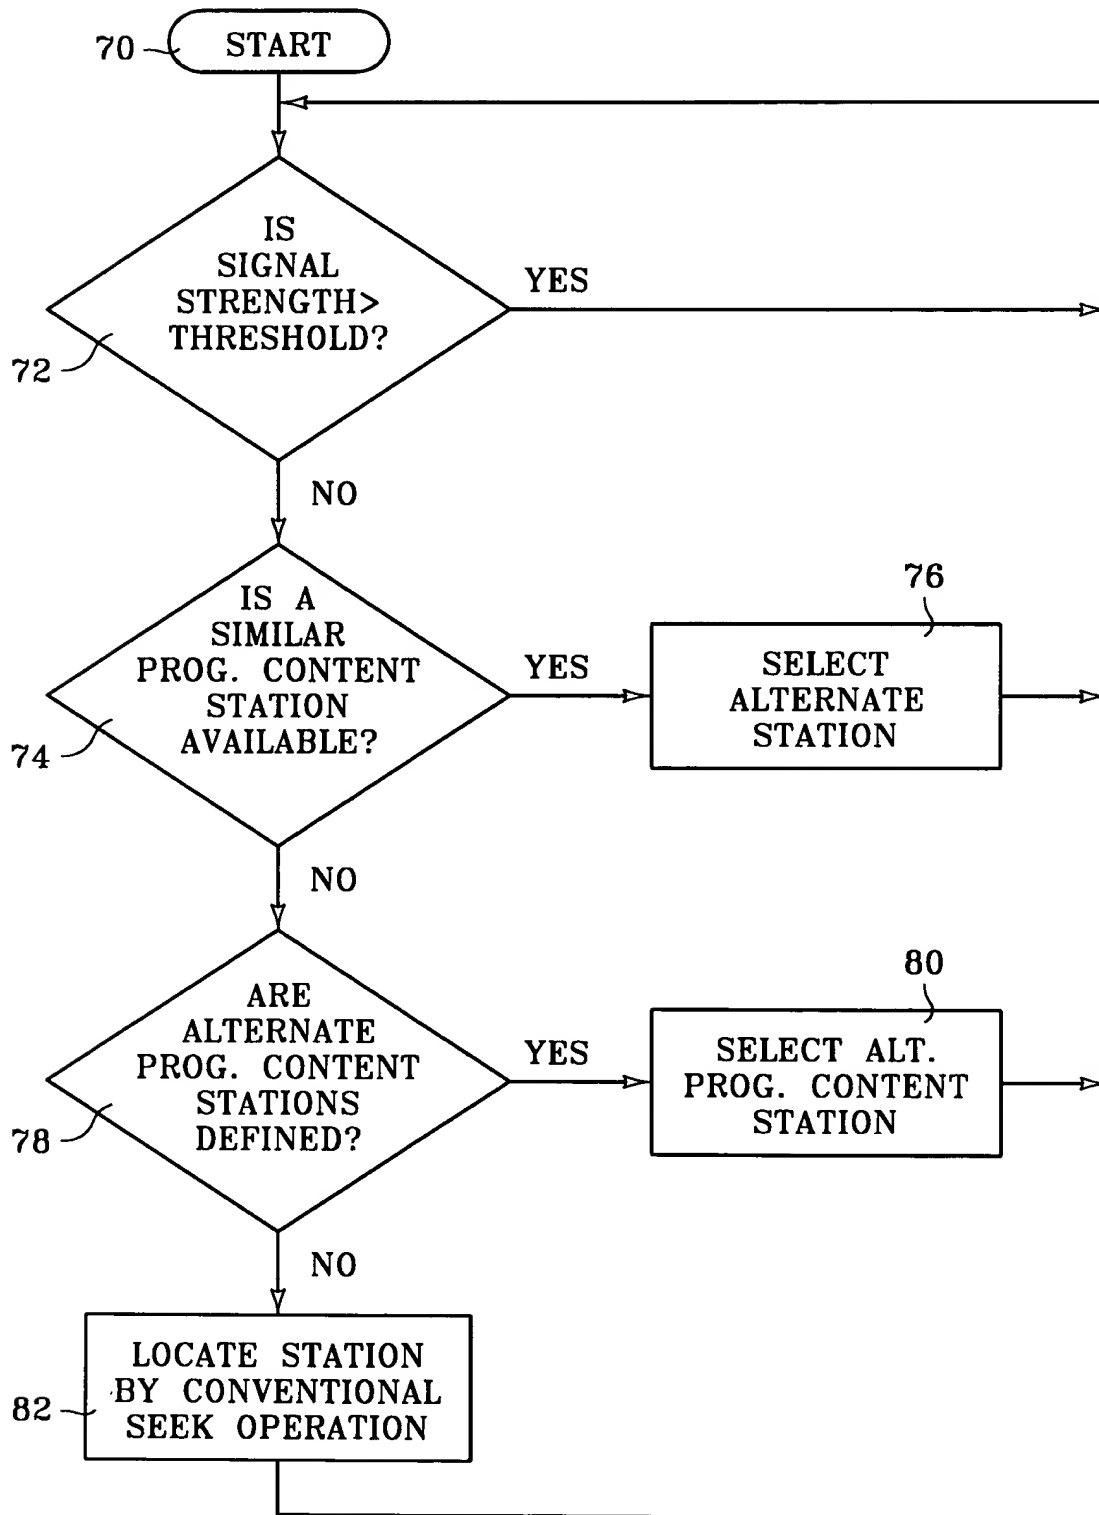 70
START
IS
SIGNAL
STRENGTH>
THRESHOLD?
YES
72
NO
76
IS A
SIMILAR
PROG. CONTENT
STATION
AVAILABLE?
YES
SELECT
ALTERNATE
STATION
74
NO
80
ARE
ALTERNATE
PROG. CONTENT
STATIONS
DEFINED?
YES
SELECT ALT.
PROG. CONTENT
STATION
78
NO
LOCATE STATION
BY CONVENTIONAL
SEEK OPERATION
82